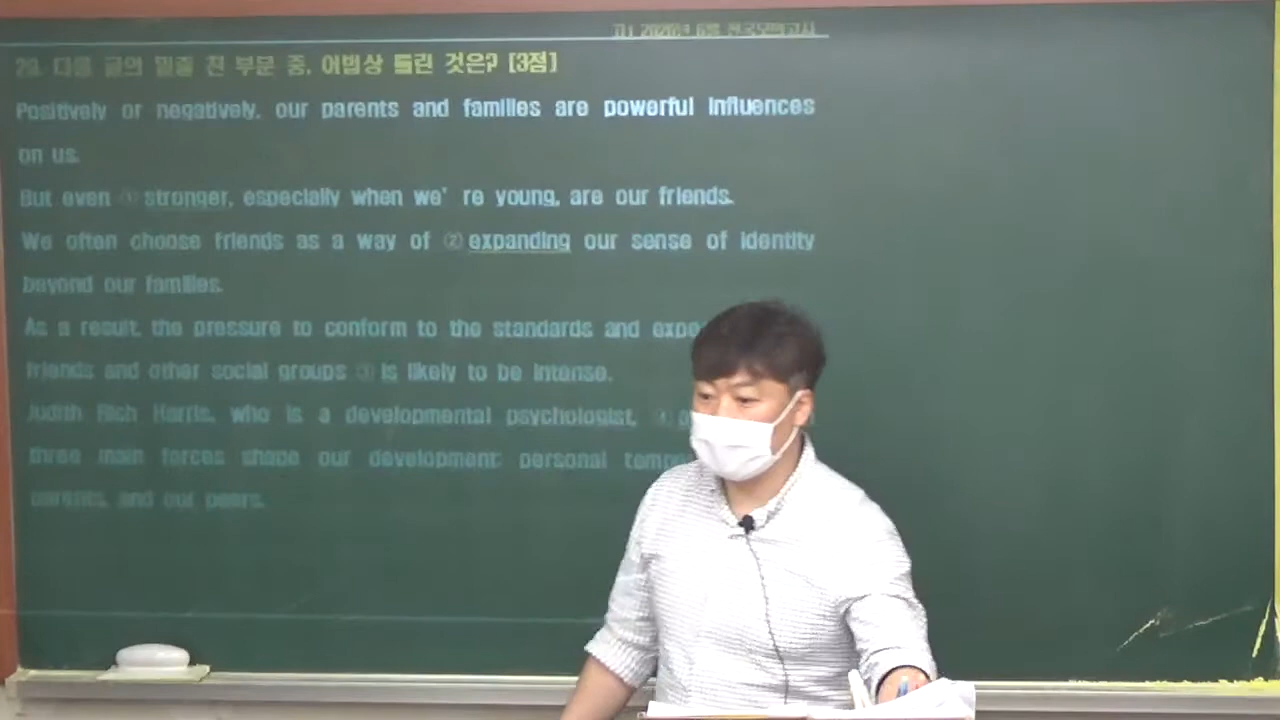 고1 2020년 6월 전국모의고사
29. 다음 글의 밑줄 친 부분 중, 어법상 틀린 것은? [3점]
Positively or negatively, our parents and families are powerful influences
on us.
But even ① stronger, especially when we're young, are our friends.
We often choose friends as a way of ② expanding our sense of identity
beyond our families.
As a result, the pressure to conform to the standards and expe
friends and other social groups ③ is likely to be intense.
Judith Rich Harris, who is a developmental psychologist, ④
three main forces shape our development: personal tempe
parents, and our peers.